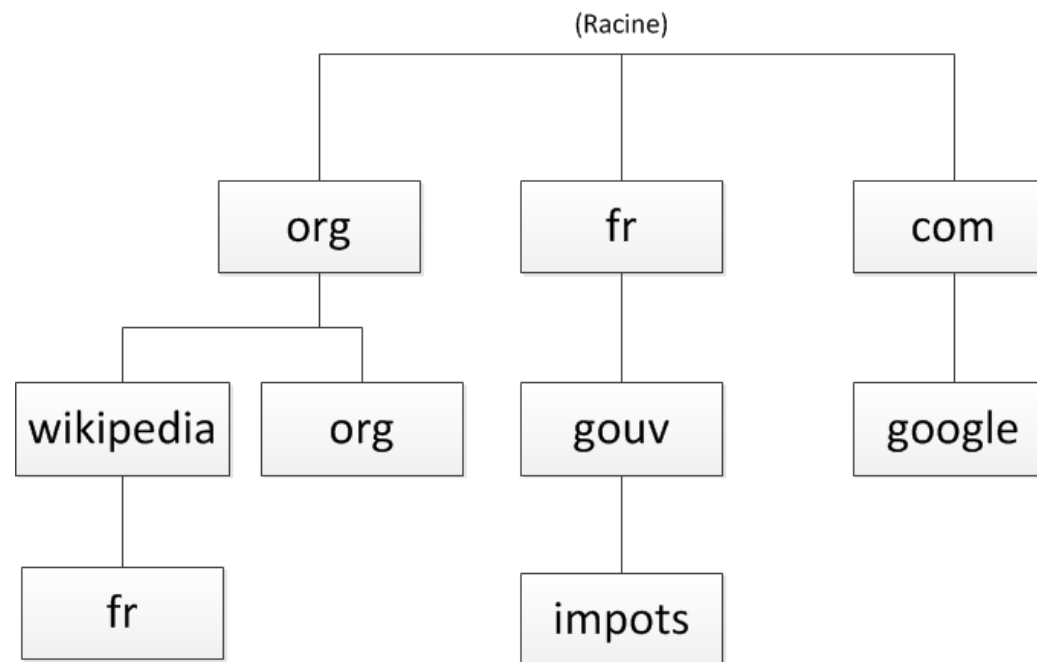 (Racine)
org
fr
com
wikipedia
org
gouv
google
fr
impots